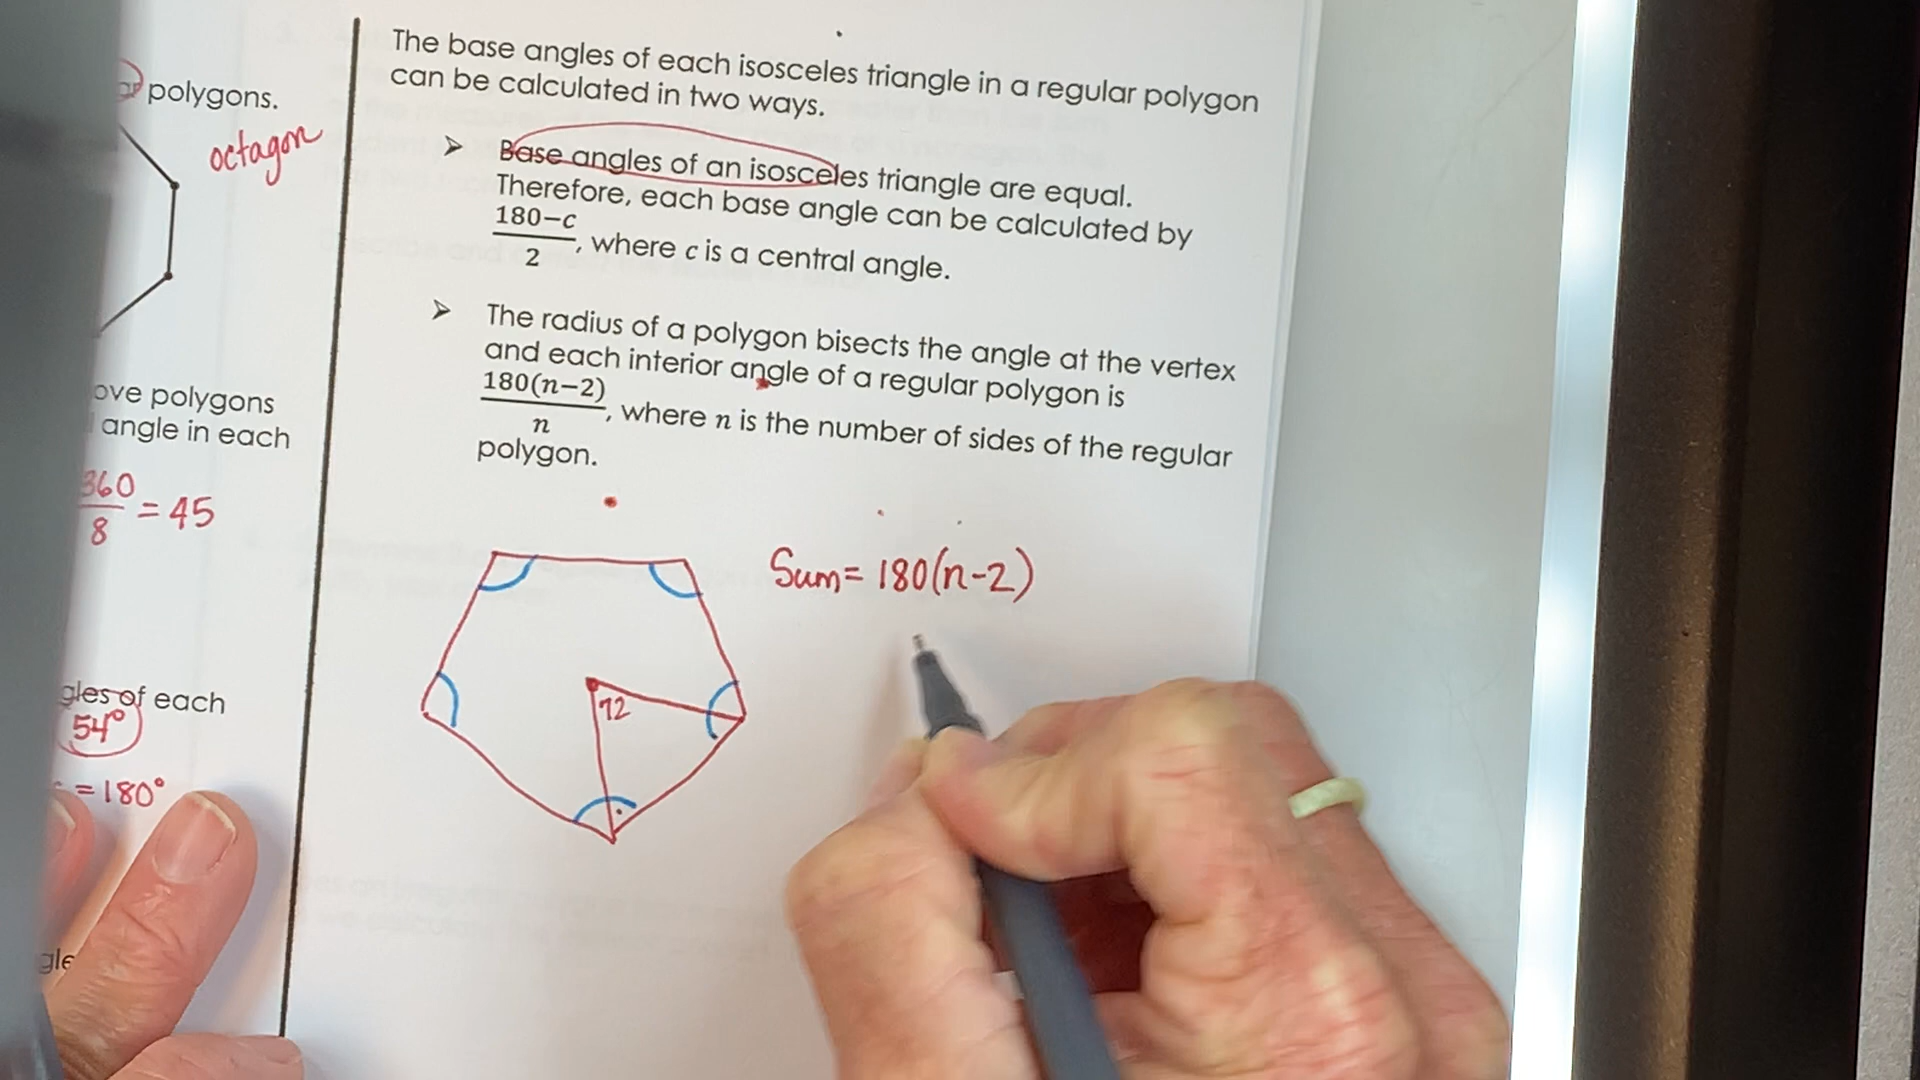 polygons.
octagon
ove polygons
angle in each
360
8
= 45
gles of each
54°
= 180°
gle
The base angles of each isosceles triangle in a regular polygon
can be calculated in two ways.
➢ Base angles of an isosceles triangle are equal.
Therefore, each base angle can be calculated by
180−c
2
, where c is a central angle.
➢ The radius of a polygon bisects the angle at the vertex
and each interior angle of a regular polygon is
180(n−2)
n
, where n is the number of sides of the regular
polygon.
Sum = 180(n-2)
72